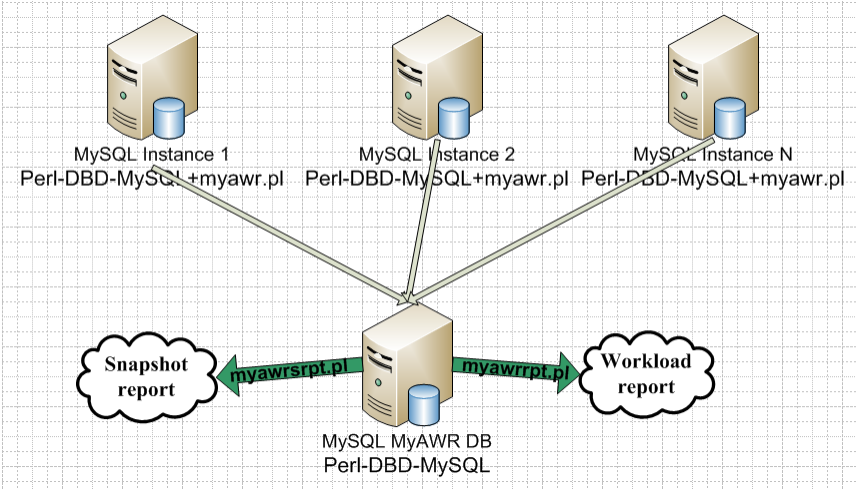 MySQL Instance 1
Perl-DBD-MySQL+myawr.pl
MySQL Instance 2
Perl-DBD-MySQL+myawr.pl
MySQL Instance N
Perl-DBD-MySQL+myawr.pl
Snapshot
report
myawrsrpt.pl
myawrrpt.pl
Workload
report
MySQL MyAWR DB
Perl-DBD-MySQL